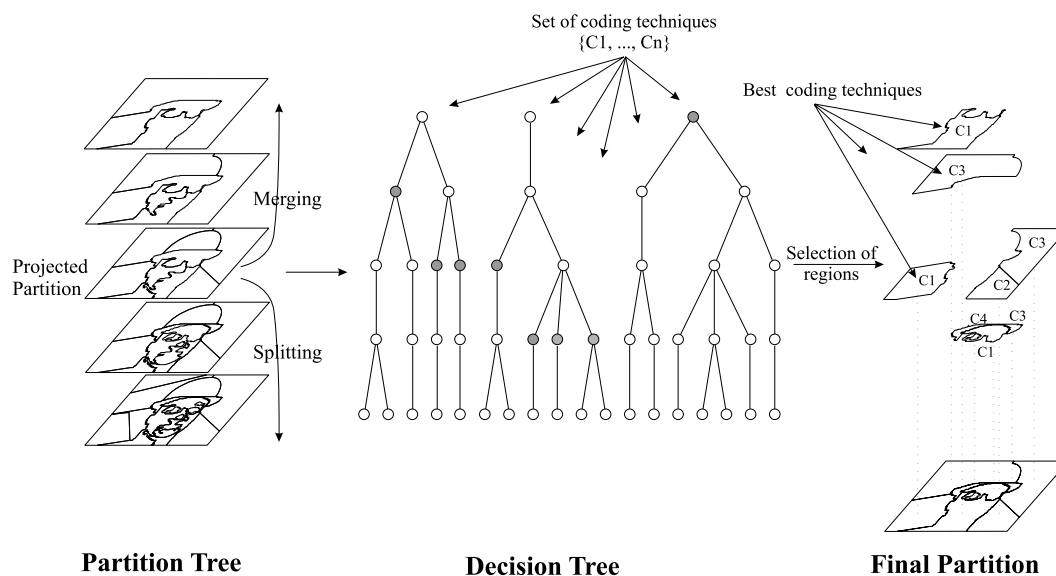 Set of coding techniques
{C1, ..., Cn}
Best coding techniques
C1
C3
Merging
Projected
Partition
Selection of
regions
C3
C1
C2
C4
C3
C1
Splitting
Partition Tree
Decision Tree
Final Partition